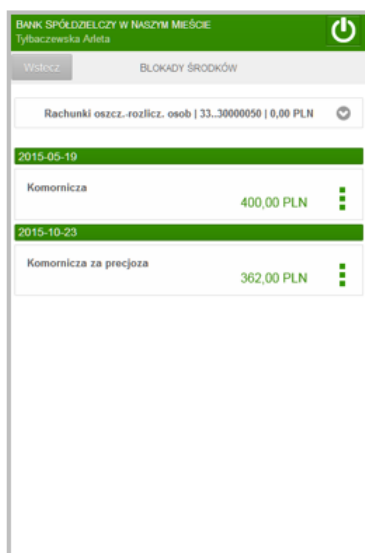 BANK SPÓŁDZIELCZY W NASZYM MIEŚCIE
Tyłbaczewska Arleta
Wstecz
BLOKADY ŚRODKÓW
Rachunki oszcz.-rozlicz. osob | 33..30000050 | 0,00 PLN
2015-05-19
Komornicza
400,00 PLN
2015-10-23
Komornicza za precjoza
362,00 PLN